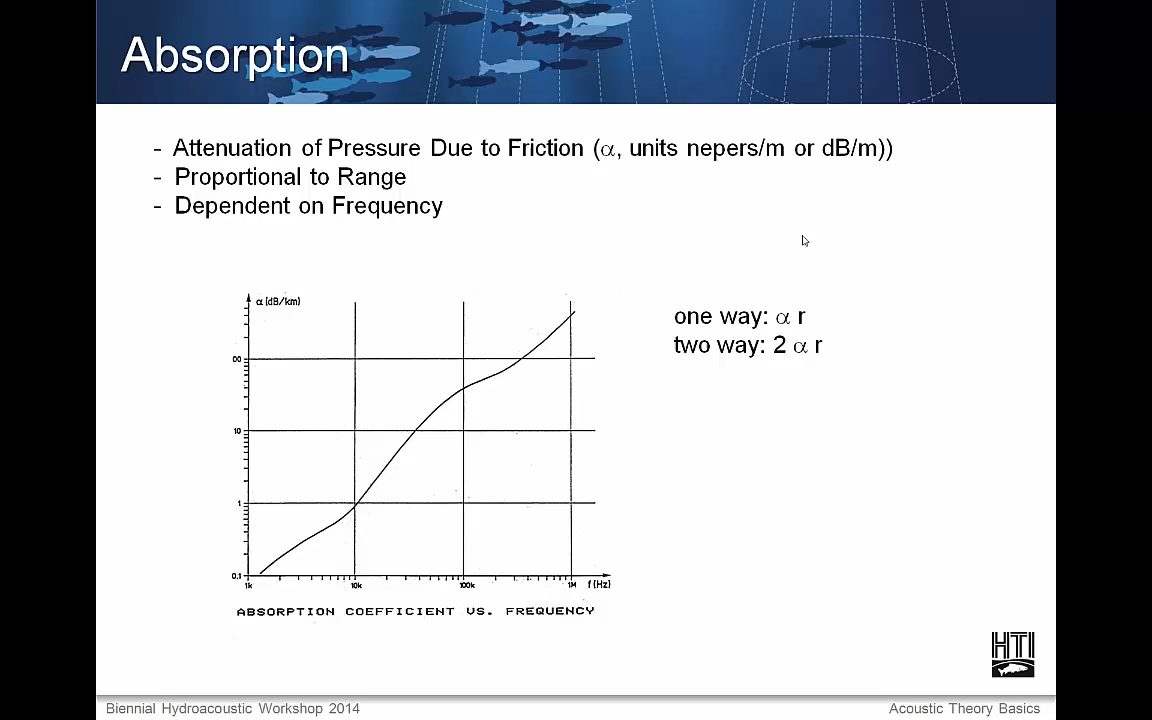 Absorption
- Attenuation of Pressure Due to Friction (α, units nepers/m or dB/m))
- Proportional to Range
- Dependent on Frequency
α (dB/km)
one way: α r
two way: 2 α r
00
10
1
0.1
1k 10k 100k 1M f (Hz)
ABSORPTION COEFFICIENT VS. FREQUENCY
HTI
Biennial Hydroacoustic Workshop 2014
Acoustic Theory Basics